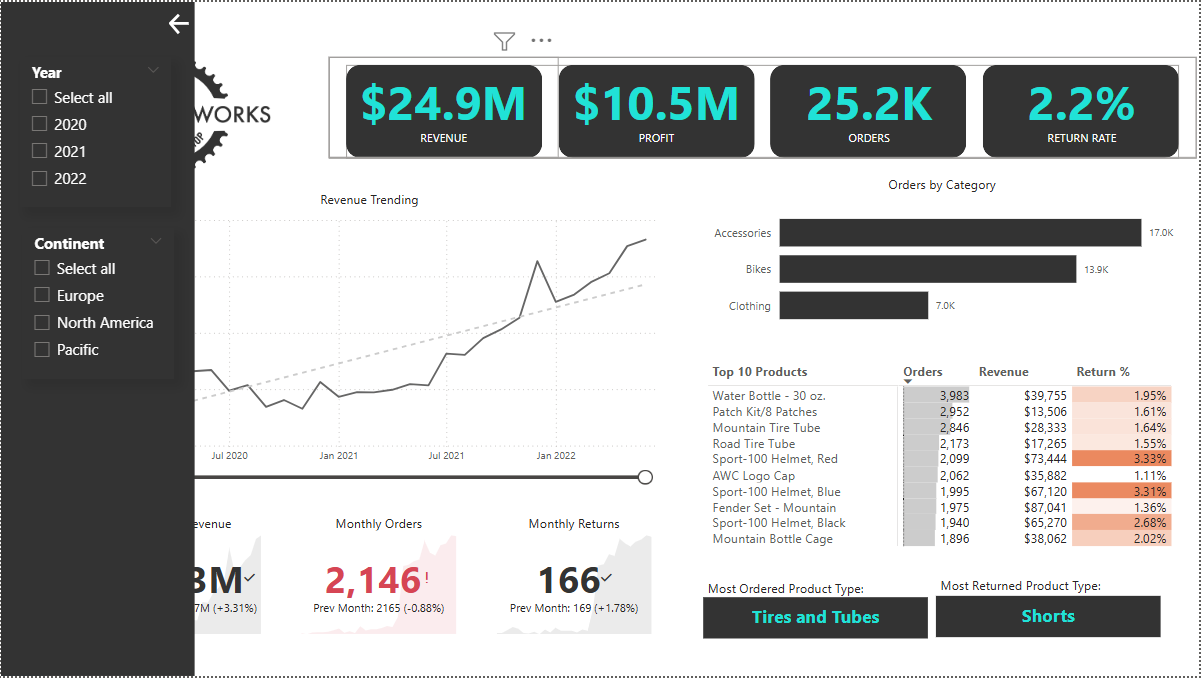 Year
Select all
2020
2021
2022
Continent
Select all
Europe
North America
Pacific
WORKS
$24.9M
REVENUE
$10.5M
PROFIT
25.2K
ORDERS
2.2%
RETURN RATE
Revenue Trending
Jul 2020 Jan 2021 Jul 2021 Jan 2022
Orders by Category
Accessories 17.0K
Bikes 13.9K
Clothing 7.0K
Top 10 Products Orders Revenue Return %
Water Bottle - 30 oz. 3,983 $39,755 1.95%
Patch Kit/8 Patches 2,952 $13,506 1.61%
Mountain Tire Tube 2,846 $28,333 1.64%
Road Tire Tube 2,173 $17,265 1.55%
Sport-100 Helmet, Red 2,099 $73,444 3.33%
AWC Logo Cap 2,062 $35,882 1.11%
Sport-100 Helmet, Blue 1,995 $67,120 3.31%
Fender Set - Mountain 1,975 $87,041 1.36%
Sport-100 Helmet, Black 1,940 $65,270 2.68%
Mountain Bottle Cage 1,896 $38,062 2.02%
evenue
3M
7M (+3.31%)
Monthly Orders
2,146!
Prev Month: 2165 (-0.88%)
Monthly Returns
166
Prev Month: 169 (+1.78%)
Most Ordered Product Type:
Tires and Tubes
Most Returned Product Type:
Shorts